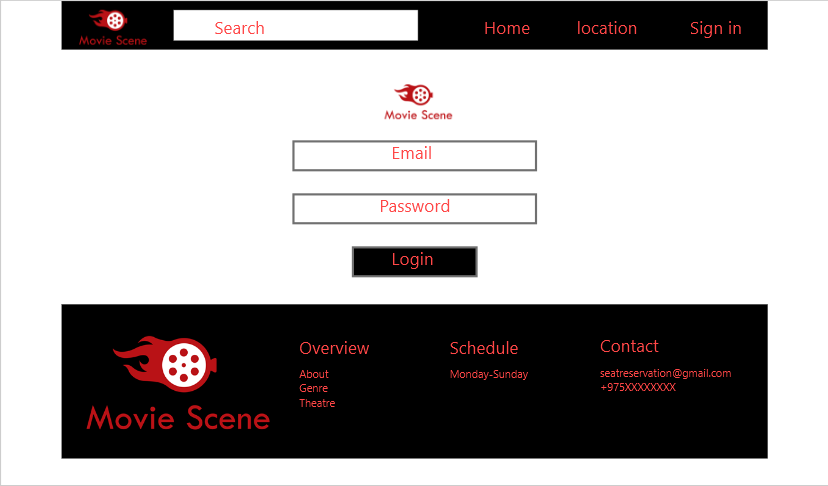 Movie Scene
Search
Home
location
Sign in
Movie Scene
Email
Password
Login
Movie Scene
Overview
About
Genre
Theatre
Schedule
Monday-Sunday
Contact
seatreservation@gmail.com
+975XXXXXXXX